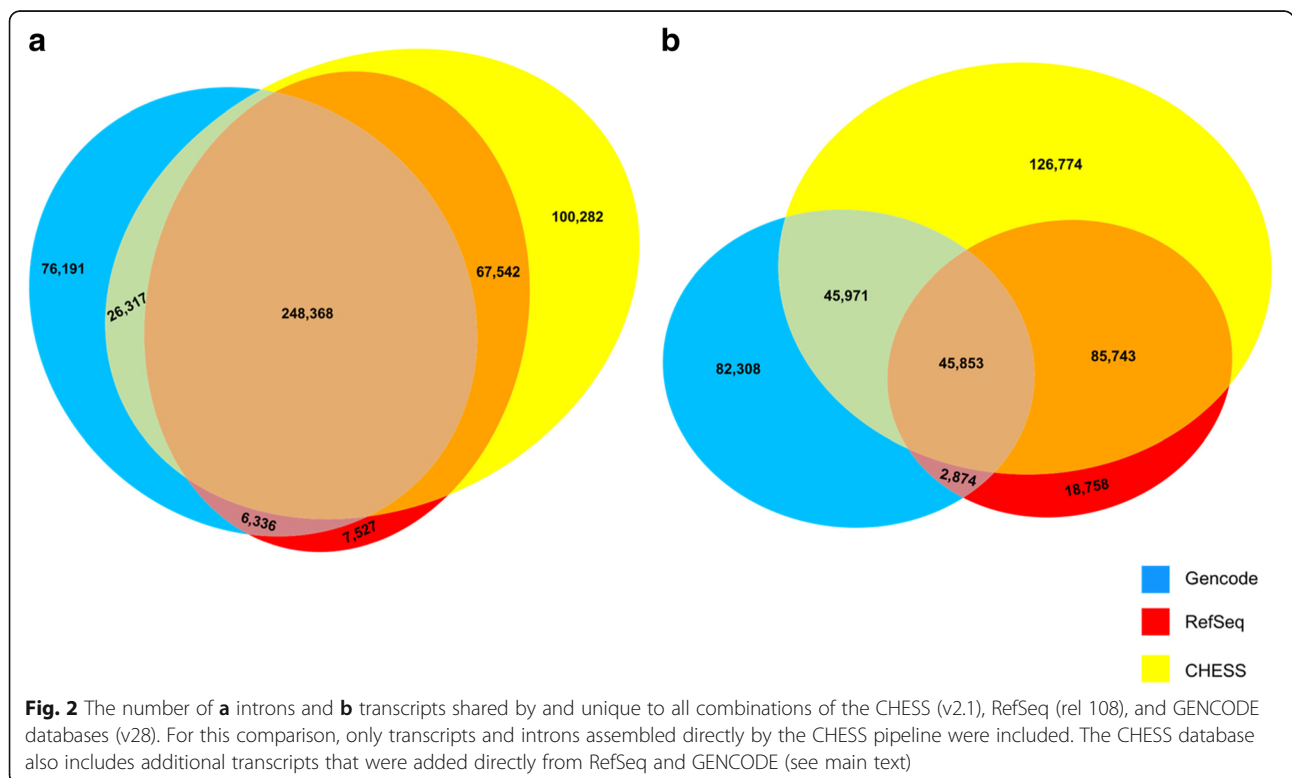 a
b
76,191
26,317
248,368
67,542
100,282
6,336
7,527
126,774
45,971
82,308
45,853
85,743
2,874
18,758
Gencode
RefSeq
CHESS
Fig. 2 The number of a introns and b transcripts shared by and unique to all combinations of the CHESS (v2.1), RefSeq (rel 108), and GENCODE
databases (v28). For this comparison, only transcripts and introns assembled directly by the CHESS pipeline were included. The CHESS database
also includes additional transcripts that were added directly from RefSeq and GENCODE (see main text)